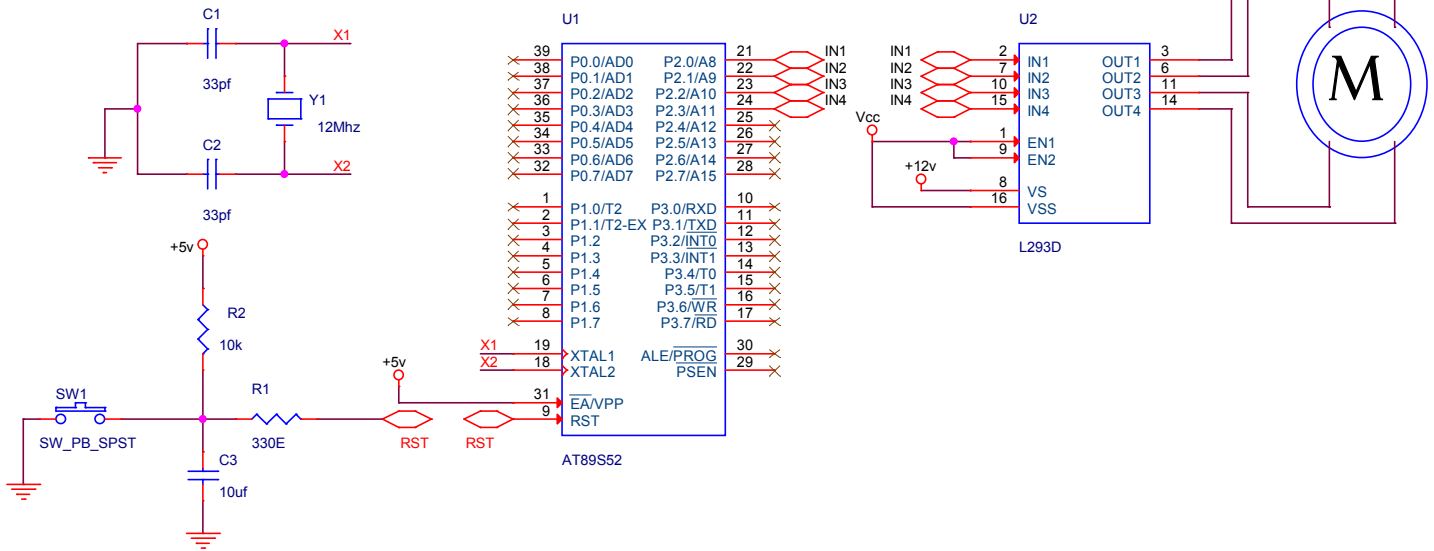 C1
33pf
X1
Y1
12Mhz
C2
33pf
X2
+5v
R2
10k
SW1
SW_PB_SPST
R1
330E
C3
10uf
RST
RST
+5v
X1
X2
U1
39 P0.0/AD0 P2.0/A8 21 IN1
38 P0.1/AD1 P2.1/A9 22 IN2
37 P0.2/AD2 P2.2/A10 23 IN3
36 P0.3/AD3 P2.3/A11 24 IN4
35 P0.4/AD4 P2.4/A12 25
34 P0.5/AD5 P2.5/A13 26
33 P0.6/AD6 P2.6/A14 27
32 P0.7/AD7 P2.7/A15 28
1 P1.0/T2 P3.0/RXD 10
2 P1.1/T2-EX P3.1/TXD 11
3 P1.2 P3.2/INT0 12
4 P1.3 P3.3/INT1 13
5 P1.4 P3.4/T0 14
6 P1.5 P3.5/T1 15
7 P1.6 P3.6/WR 16
8 P1.7 P3.7/RD 17
19 XTAL1 ALE/PROG 30
18 XTAL2 PSEN 29
31 EA/VPP
9 RST
AT89S52
U2
IN1 2 IN1 OUT1 3
IN2 7 IN2 OUT2 6
IN3 10 IN3 OUT3 11
IN4 15 IN4 OUT4 14
Vcc
1 EN1
9 EN2
+12v
8 VS
16 VSS
L293D
M